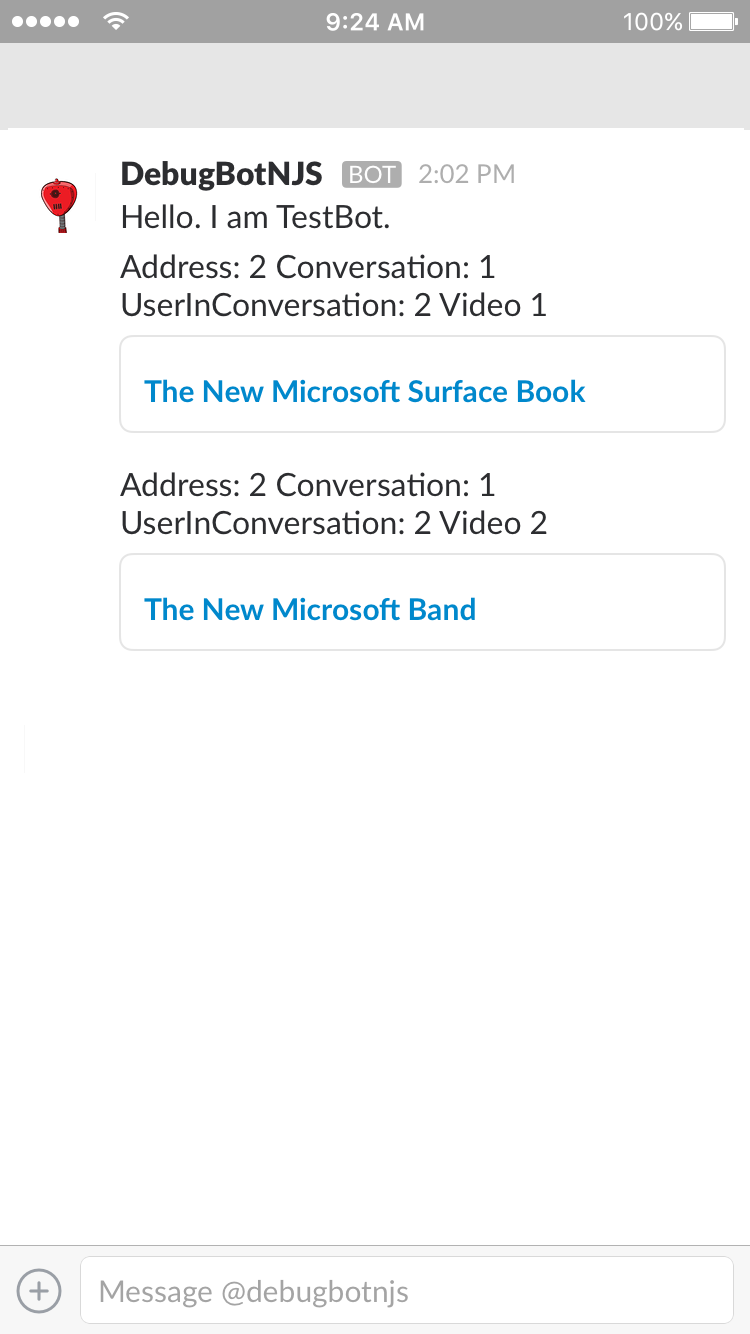 9:24 AM 100%
DebugBotNJS BOT 2:02 PM
Hello. I am TestBot.
Address: 2 Conversation: 1
UserInConversation: 2 Video 1
The New Microsoft Surface Book
Address: 2 Conversation: 1
UserInConversation: 2 Video 2
The New Microsoft Band
Message @debugbotnjs